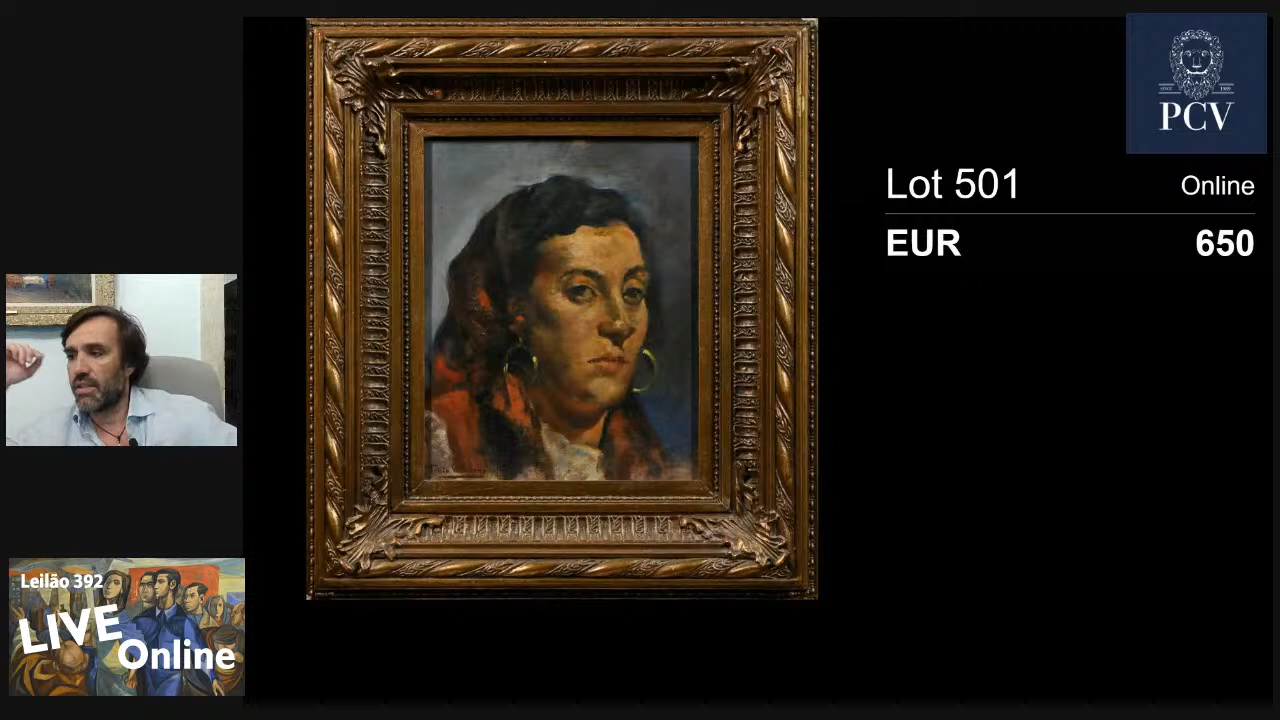 PCV
Lot 501 Online
EUR 650
Leilão 392
LIVE
Online